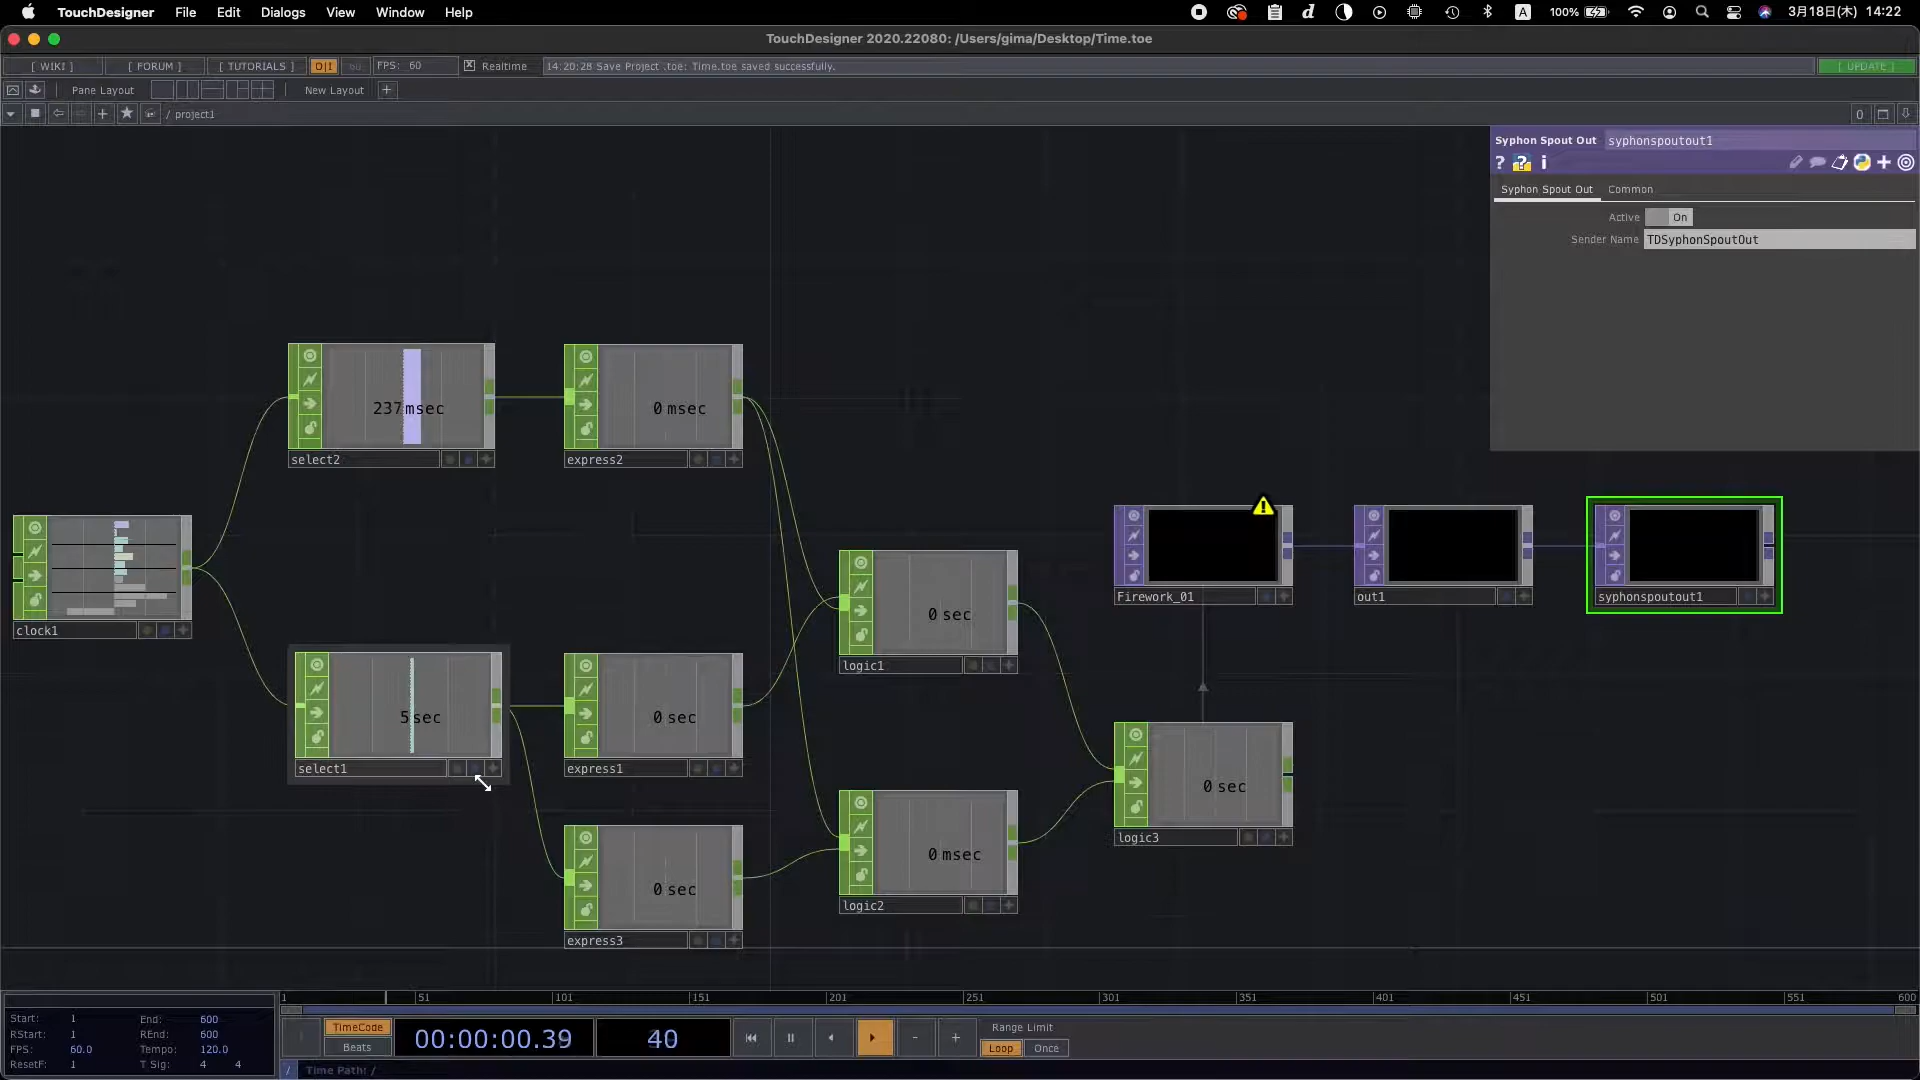 TouchDesigner File Edit Dialogs View Window Help 100% A 3月18日(木) 14:22
TouchDesigner 2020.22080: /Users/gima/Desktop/Time.toe
[ WIKI ] [ FORUM ] [ TUTORIALS ] O|I FPS: 60 Realtime 14:20:28 Save Project .toe: Time.toe saved successfully. [ UPDATE ]
Pane Layout New Layout +
/ project1 0
Syphon Spout Out syphonspoutout1
? ? i
Syphon Spout Out Common
Active On
Sender Name TDSyphonSpoutOut
237 msec
select2
0 msec
express2
clock1
5 sec
select1
0 sec
express1
0 sec
express3
0 sec
logic1
0 msec
logic2
Firework_01
out1
syphonspoutout1
0 sec
logic3
1 51 101 151 201 251 301 351 401 451 501 551 600
Start: 1 End: 600
RStart: 1 REnd: 600
FPS: 60.0 Tempo: 120.0
ResetF: 1 T Sig: 4 4
TimeCode
Beats
00:00:00.39
40
- +
Range Limit
Loop Once
/ Time Path: /